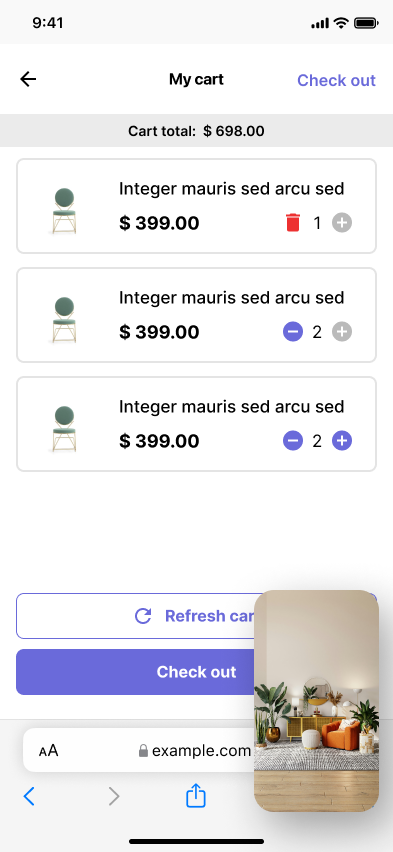 9:41
My cart
Check out
Cart total: $ 698.00
Integer mauris sed arcu sed
$ 399.00
1
Integer mauris sed arcu sed
$ 399.00
2
Integer mauris sed arcu sed
$ 399.00
2
Refresh
Check out
AA
example.com